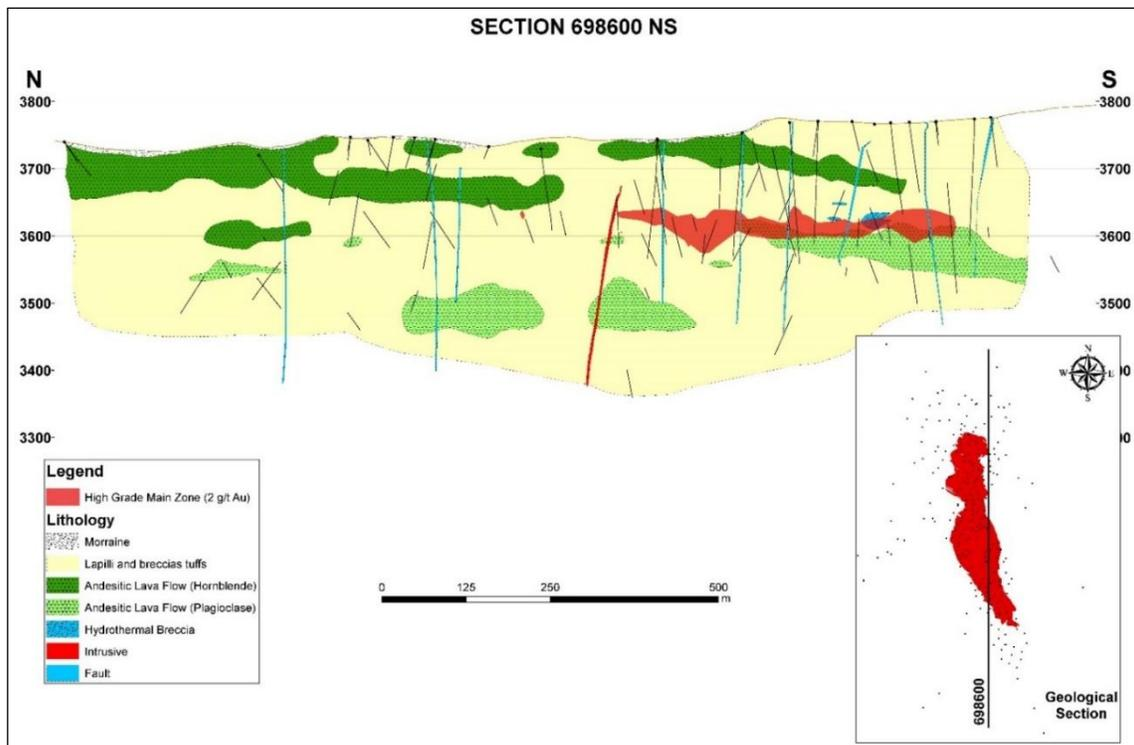 SECTION 698600 NS
N
S
3800
3800
3700
3700
3600
3600
3500
3500
3400
00
3300
0
Legend
High Grade Main Zone (2 g/t Au)
Lithology
Morraine
Lapilli and breccias tuffs
Andesitic Lava Flow (Hornblende)
Andesitic Lava Flow (Plagioclase)
Hydrothermal Breccia
Intrusive
Fault
0 125 250 500
m
N
W E
S
698600
Geological
Section